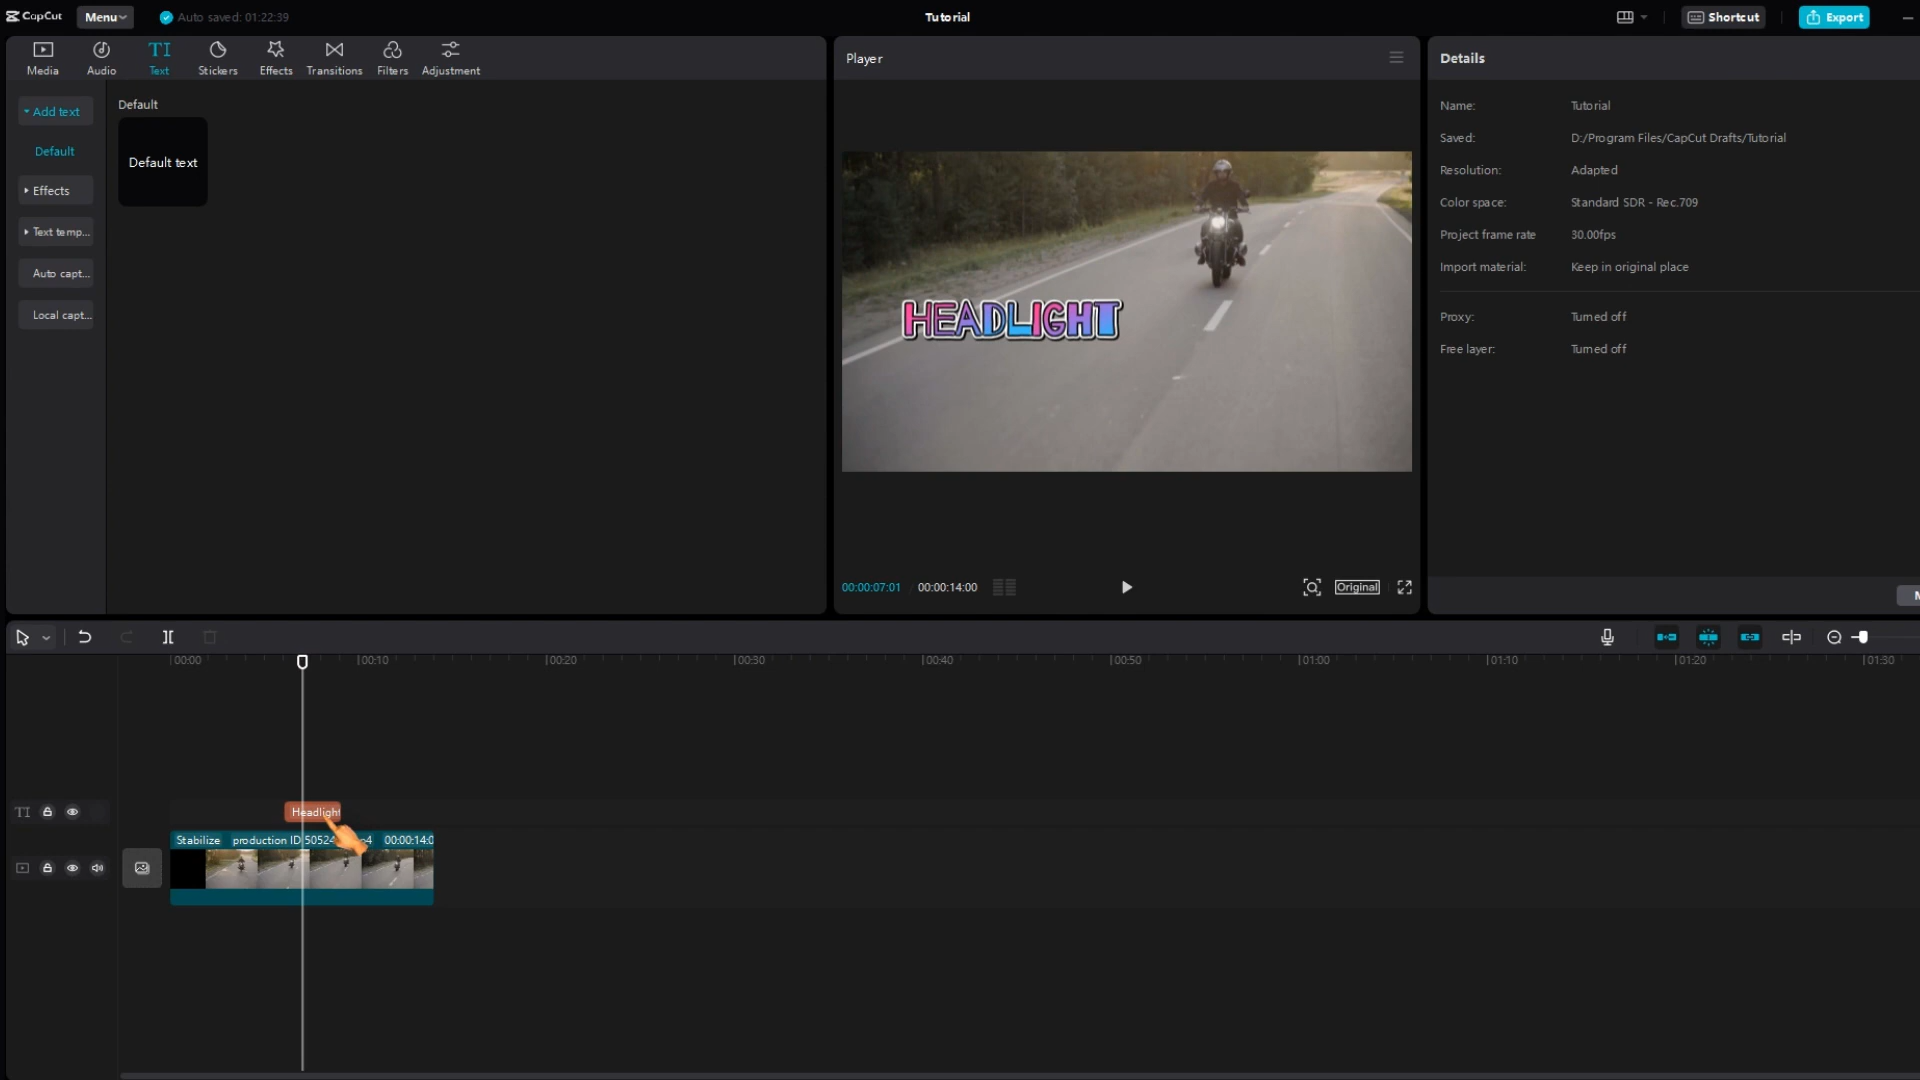 CapCut
Menu
Auto saved: 01:22:39
Tutorial
Shortcut
Export
Media
Audio
TI
Text
Stickers
Effects
Transitions
Filters
Adjustment
Add text
Default
Effects
Text temp...
Auto capt...
Local capt...
Default
Default text
Player
HEADLIGHT
00:00:07:01
00:00:14:00
Original
Details
Name: Tutorial
Saved: D:/Program Files/CapCut Drafts/Tutorial
Resolution: Adapted
Color space: Standard SDR - Rec.709
Project frame rate 30.00fps
Import material: Keep in original place
Proxy: Turned off
Free layer: Turned off
00:00 00:10 00:20 00:30 00:40 00:50 01:00 01:10 01:20 01:30
TI
Headlight
Stabilize production ID 5052400:00:14:0